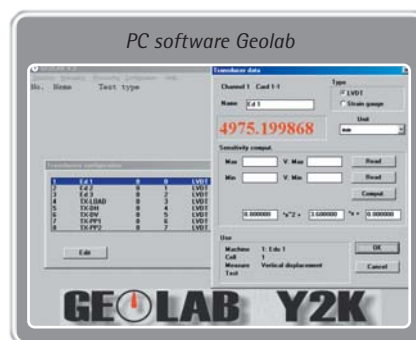 PC software Geolab
Transducer data
No. Name Test type
Channel 1 Card 1-1
Type
LVDT
Strain gauge
Name Ed 1
4975.199868
Unit
mm
Sensitivity comput.
Max V. Max Read
Min V. Min Read
Comput
0.000000 *x^2 + 3.600000 *x + 0.000000
Transducer configuration
1 Ed 1 0 0 LVDT
2 Ed 2 0 1 LVDT
3 Ed 3 0 2 LVDT
4 TX-LOAD 0 3 LVDT
5 TX-DH 0 4 LVDT
6 TX-DV 0 5 LVDT
7 TX-PP1 0 6 LVDT
8 TX-PP2 0 7 LVDT
Edit
Use
Machine 1: Edo 1
Cell 1
Measure Vertical displacement
Test
OK
Cancel
GEOLAB Y2K